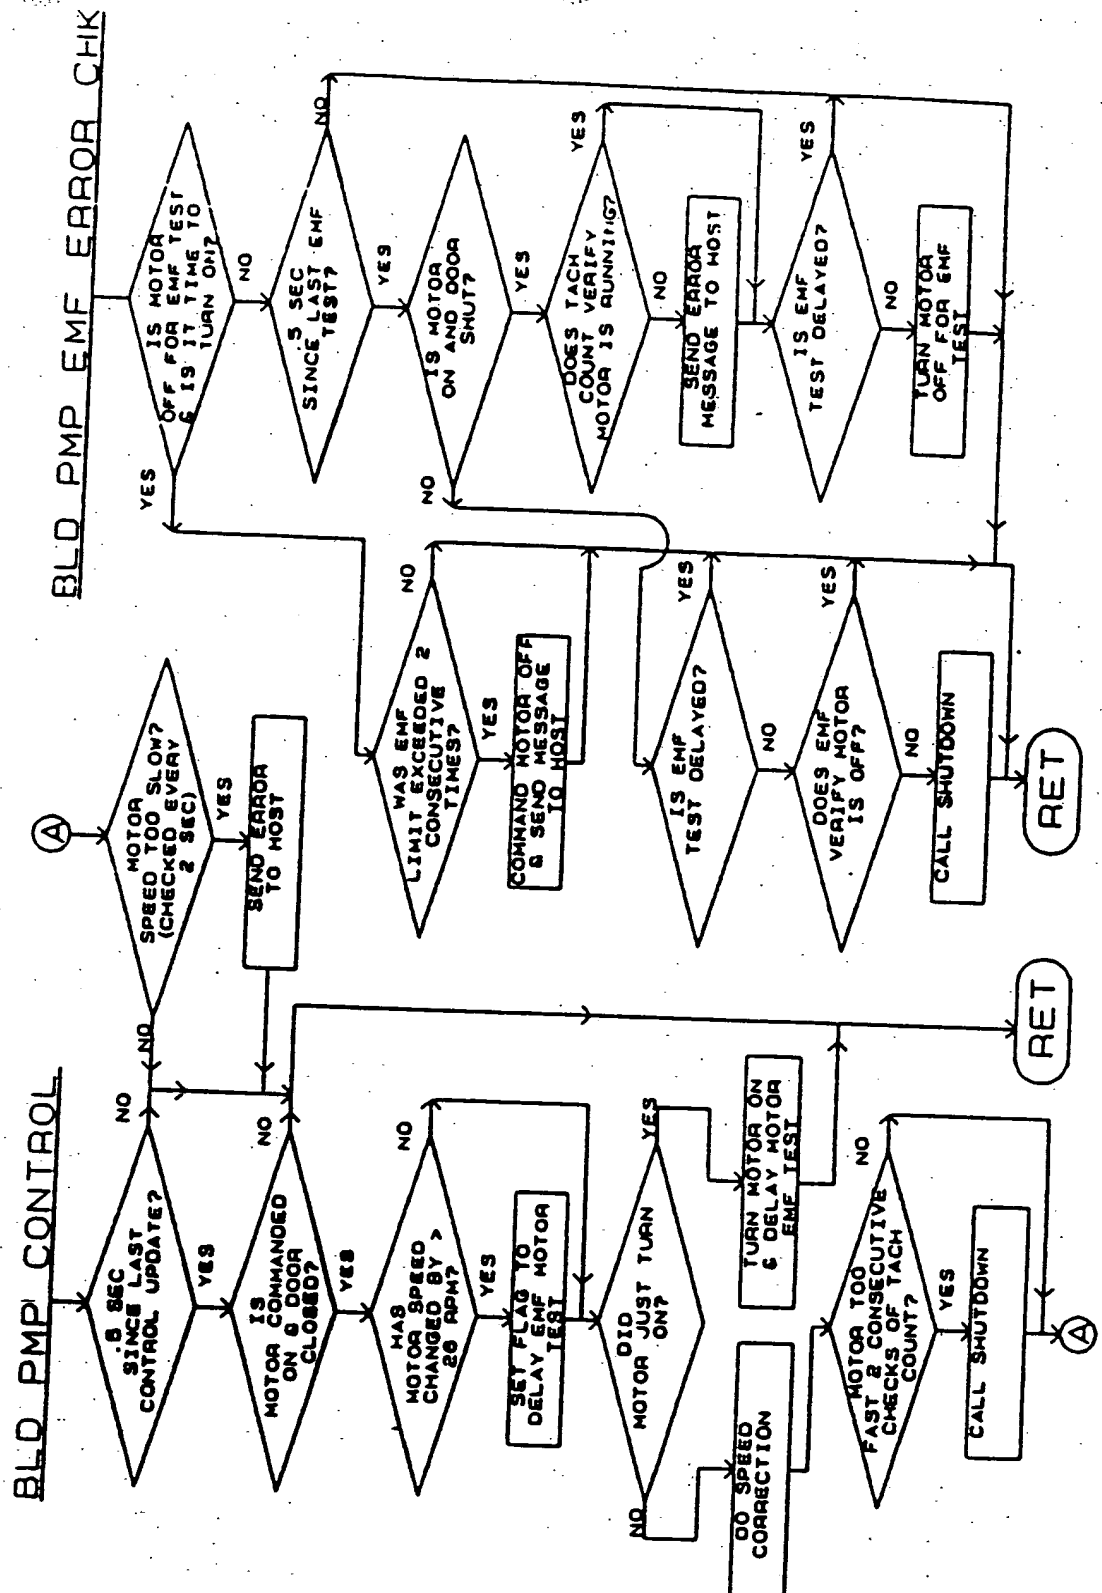 BLD PMP CONTROL
.5 SEC
SINCE LAST
CONTROL UPDATE?
NO
YES
IS
MOTOR COMMANDED
ON & DOOR
CLOSED?
NO
YES
HAS
MOTOR SPEED
CHANGED BY >
20 RPM?
NO
YES
SET FLAG TO
DELAY EMF MOTOR
TEST
DID
MOTOR JUST TURN
ON?
NO
YES
DO SPEED
CORRECTION
TURN MOTOR ON
& DELAY MOTOR
EMF TEST
MOTOR TOO
FAST 2 CONSECUTIVE
CHECKS OF TACH
COUNT?
NO
YES
CALL SHUTDOWN
A
RET
A
MOTOR
SPEED TOO SLOW?
(CHECKED EVERY
2 SEC)
NO
YES
SEND ERROR
TO HOST
BLD PMP EMF ERROR CHK
IS MOTOR
OFF FOR EMF TEST
& IS IT TIME TO
TURN ON?
YES
NO
.5 SEC
SINCE LAST EMF
TEST?
NO
YES
IS MOTOR
ON AND DOOR
SHUT?
NO
YES
DOES TACH
COUNT VERIFY
MOTOR IS RUNNING?
YES
NO
SEND ERROR
MESSAGE TO HOST
IS EMF
TEST DELAYED?
YES
NO
TURN MOTOR
OFF FOR EMF
TEST
WAS EMF
LIMIT EXCEEDED 2
CONSECUTIVE
TIMES?
NO
YES
COMMAND MOTOR OFF
& SEND MESSAGE
TO HOST
IS EMF
TEST DELAYED?
YES
NO
DOES EMF
VERIFY MOTOR
IS OFF?
YES
NO
CALL SHUTDOWN
RET